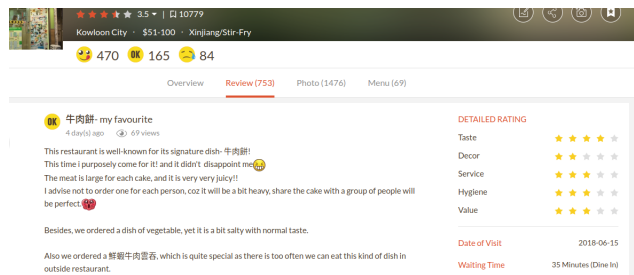 3.5 | 10779
Kowloon City · $51-100 · Xinjiang/Stir-Fry
470 OK 165 84
Overview Review (753) Photo (1476) Menu (69)
OK 牛肉餅- my favourite
4 day(s) ago 69 views
This restaurant is well-known for its signature dish- 牛肉餅!
This time i purposely come for it! and it didn't disappoint me
The meat is large for each cake, and it is very very juicy!!
I advise not to order one for each person, coz it will be a bit heavy, share the cake with a group of people will
be perfect.
Besides, we ordered a dish of vegetable, yet it is a bit salty with normal taste.
Also we ordered a 鮮蝦牛肉雲吞, which is quite special as there is too often we can eat this kind of dish in
outside restaurant.
DETAILED RATING
Taste
Decor
Service
Hygiene
Value
Date of Visit 2018-06-15
Waiting Time 35 Minutes (Dine In)